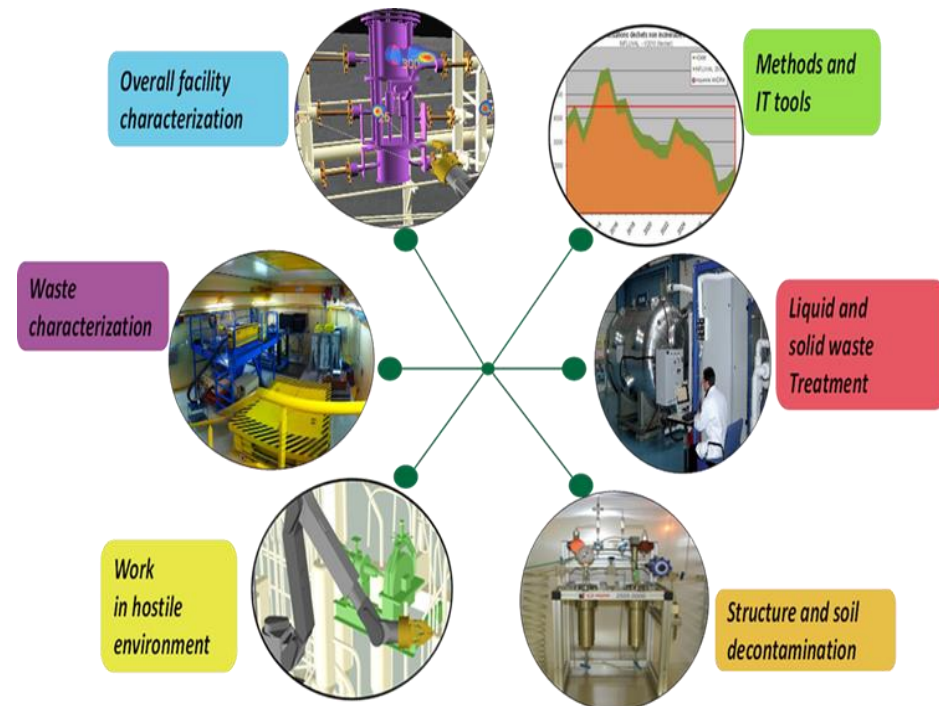 Overall facility
characterization
Methods and
IT tools
Waste
characterization
Liquid and
solid waste
Treatment
Work
in hostile
environment
Structure and soil
decontamination